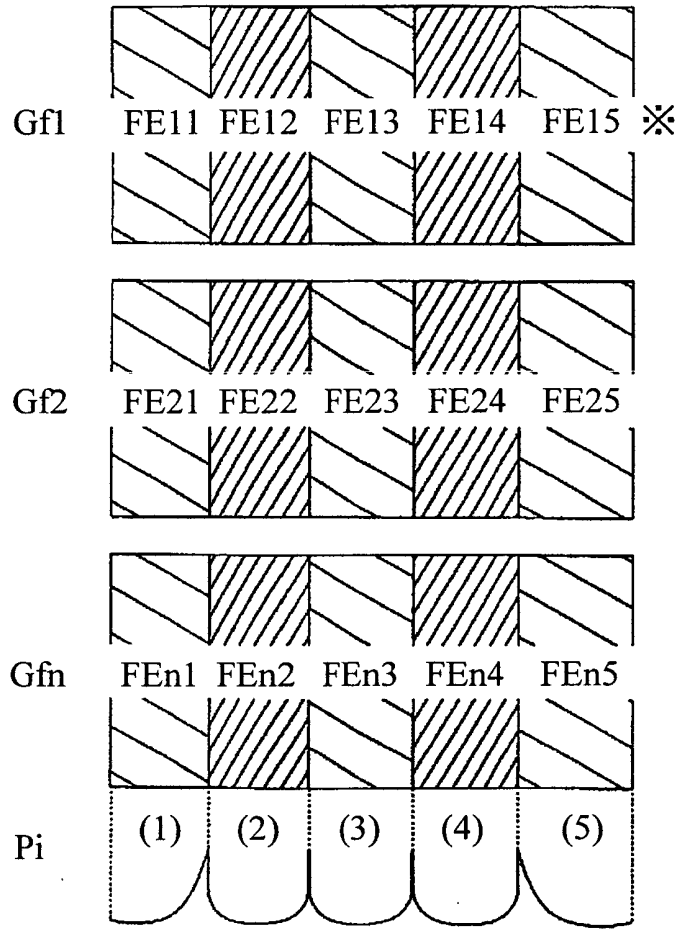 Gf1 FE11 FE12 FE13 FE14 FE15 ※
Gf2 FE21 FE22 FE23 FE24 FE25
Gfn FEn1 FEn2 FEn3 FEn4 FEn5
Pi (1) (2) (3) (4) (5)